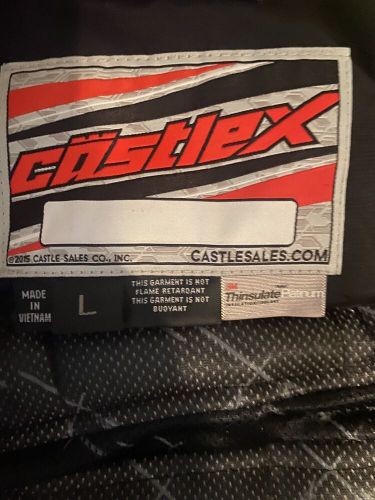 cästlex
©2015 CASTLE SALES CO., INC.
CASTLESALES.COM
MADE IN
VIETNAM
L
THIS GARMENT IS NOT
FLAME RETARDANT
THIS GARMENT IS NOT
BUOYANT
3M
Thinsulate Platinum
INSULATION